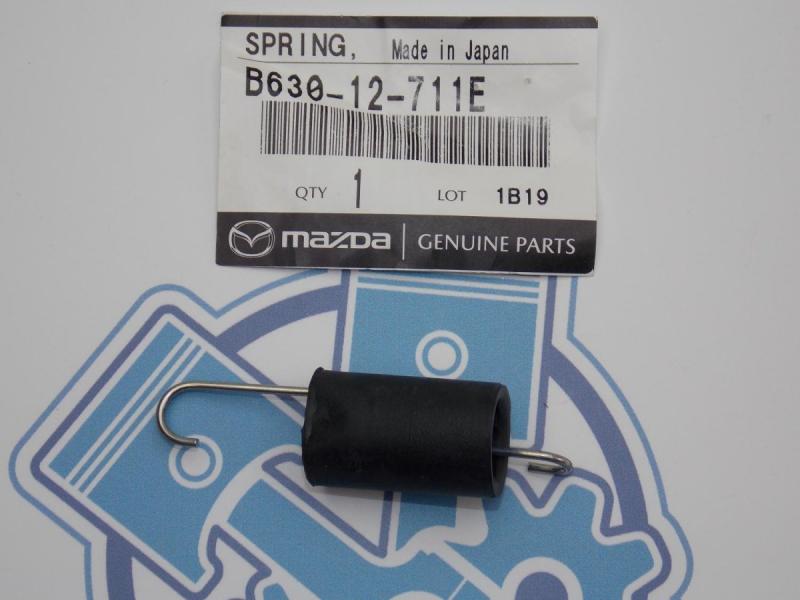 SPRING, Made in Japan
B630-12-711E
QTY 1 LOT 1B19
mazda GENUINE PARTS